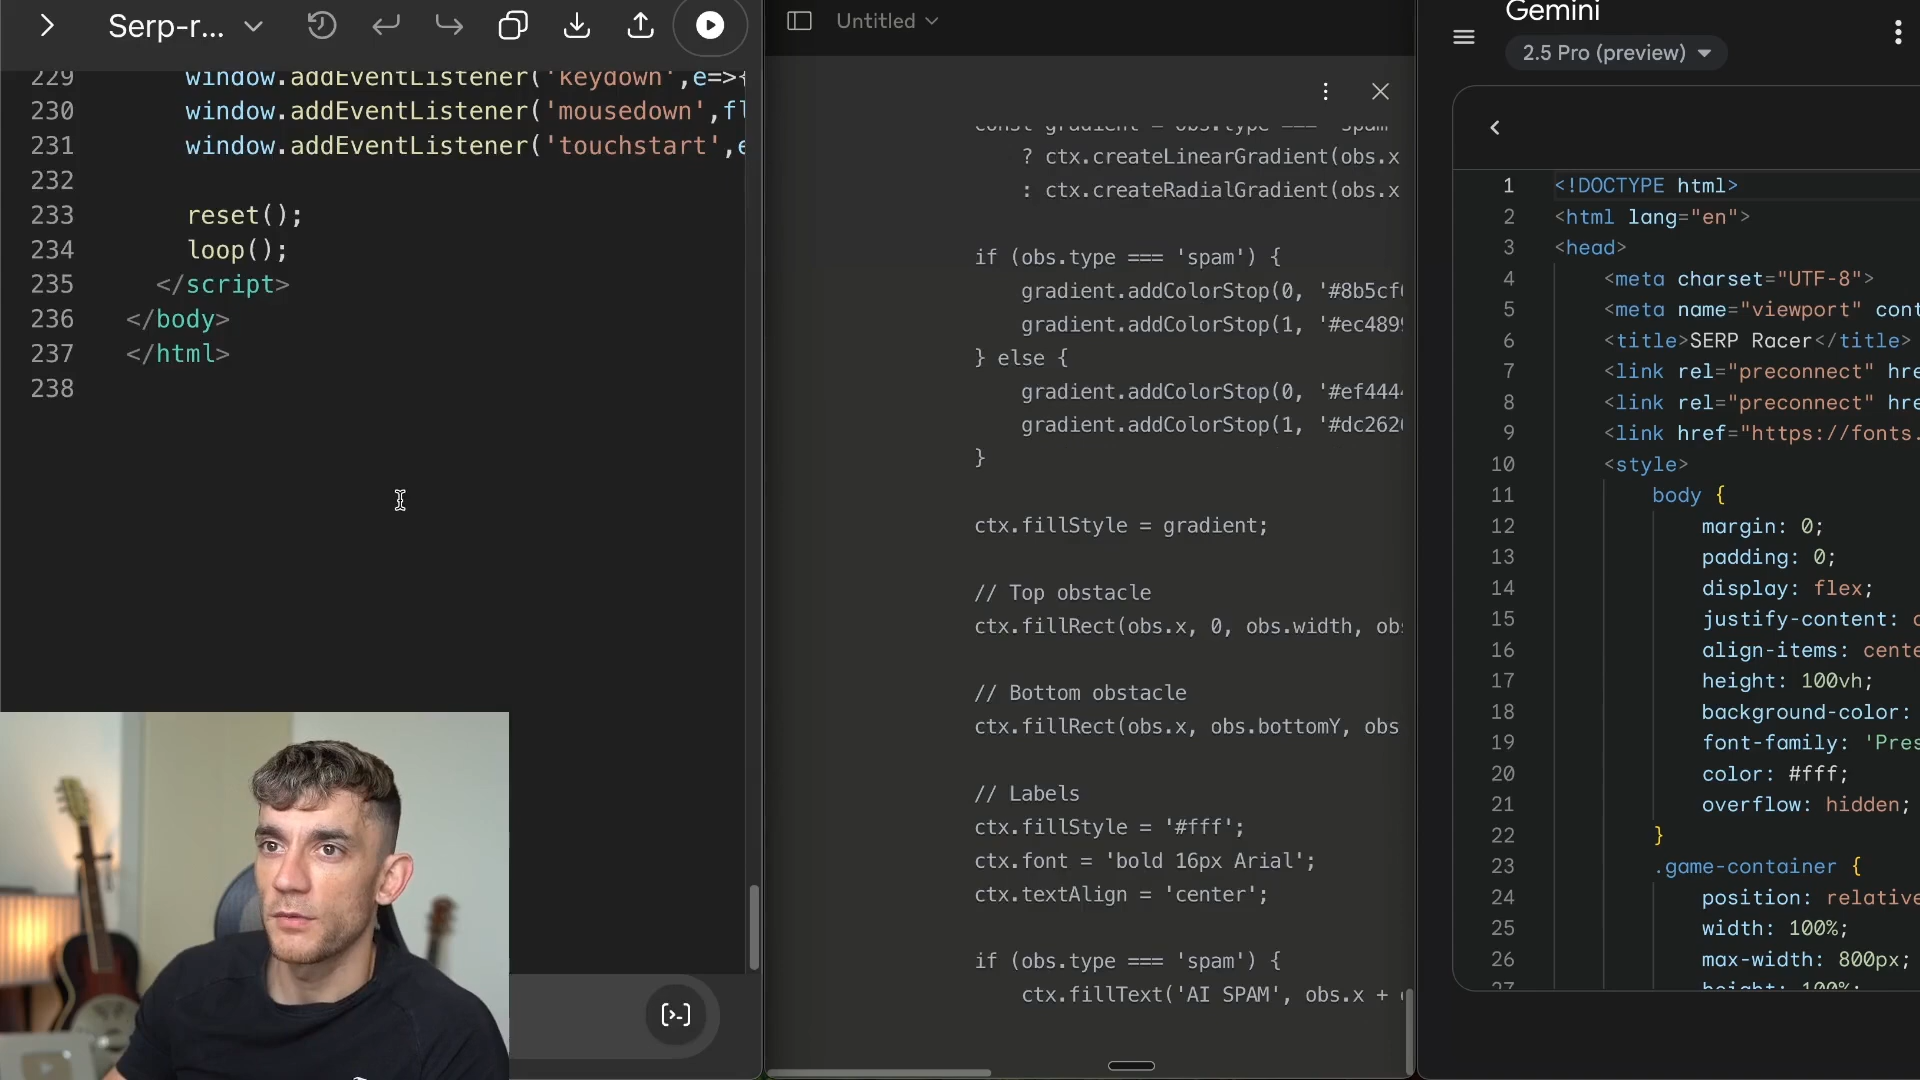 Serp-r...
229 window.addEventListener('keydown',e=>{
230 window.addEventListener('mousedown',fl
231 window.addEventListener('touchstart',e
232
233 reset();
234 loop();
235 </script>
236 </body>
237 </html>
238
Untitled
const gradient = obs.type === 'spam'
? ctx.createLinearGradient(obs.x
: ctx.createRadialGradient(obs.x
if (obs.type === 'spam') {
gradient.addColorStop(0, '#8b5cf
gradient.addColorStop(1, '#ec489
} else {
gradient.addColorStop(0, '#ef444
gradient.addColorStop(1, '#dc262
}
ctx.fillStyle = gradient;
// Top obstacle
ctx.fillRect(obs.x, 0, obs.width, obs
// Bottom obstacle
ctx.fillRect(obs.x, obs.bottomY, obs
// Labels
ctx.fillStyle = '#fff';
ctx.font = 'bold 16px Arial';
ctx.textAlign = 'center';
if (obs.type === 'spam') {
ctx.fillText('AI SPAM', obs.x +
Gemini
2.5 Pro (preview)
1 <!DOCTYPE html>
2 <html lang="en">
3 <head>
4 <meta charset="UTF-8">
5 <meta name="viewport" cont
6 <title>SERP Racer</title>
7 <link rel="preconnect" hre
8 <link rel="preconnect" hre
9 <link href="https://fonts.
10 <style>
11 body {
12 margin: 0;
13 padding: 0;
14 display: flex;
15 justify-content: c
16 align-items: cente
17 height: 100vh;
18 background-color:
19 font-family: 'Pres
20 color: #fff;
21 overflow: hidden;
22 }
23 .game-container {
24 position: relative
25 width: 100%;
26 max-width: 800px;
27 height: 100%;